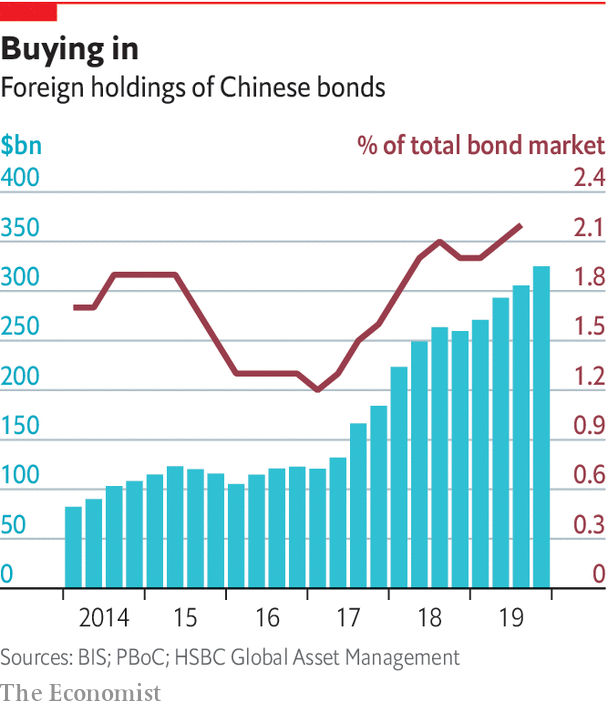 Buying in
Foreign holdings of Chinese bonds
$bn % of total bond market
400 2.4
350 2.1
300 1.8
250 1.5
200 1.2
150 0.9
100 0.6
50 0.3
0 0
2014 15 16 17 18 19
Sources: BIS; PBoC; HSBC Global Asset Management
The Economist